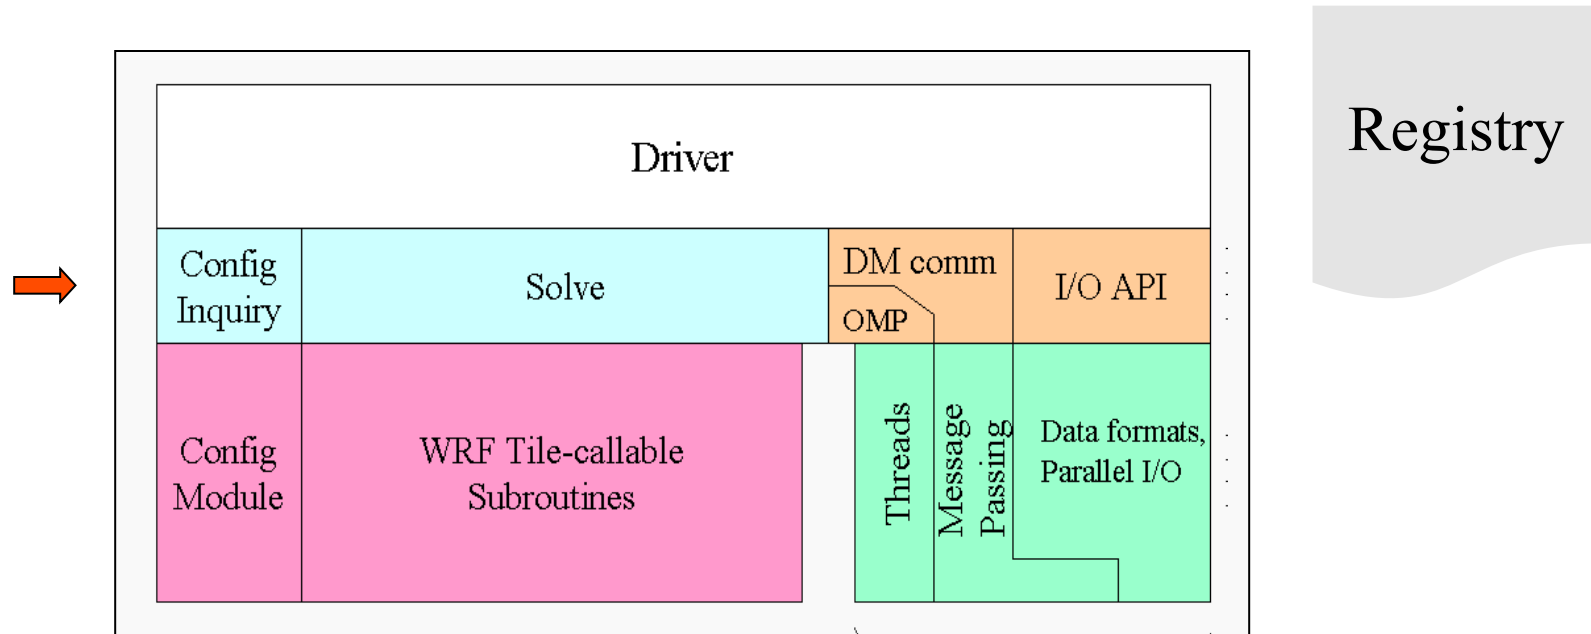 Registry
Driver
Config
Inquiry
Solve
DM comm
OMP
I/O API
Config
Module
WRF Tile-callable
Subroutines
Threads
Message
Passing
Data formats,
Parallel I/O